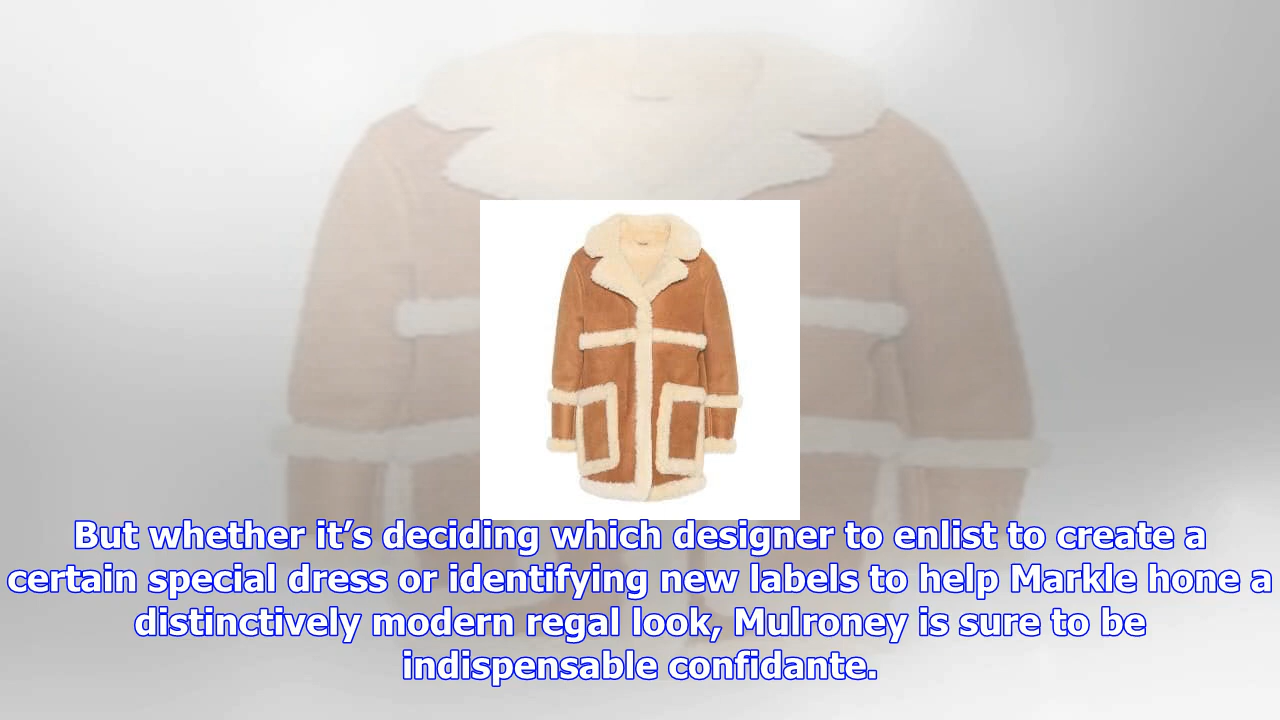 But whether it’s deciding which designer to enlist to create a
certain special dress or identifying new labels to help Markle hone a
distinctively modern regal look, Mulroney is sure to be
indispensable confidante.